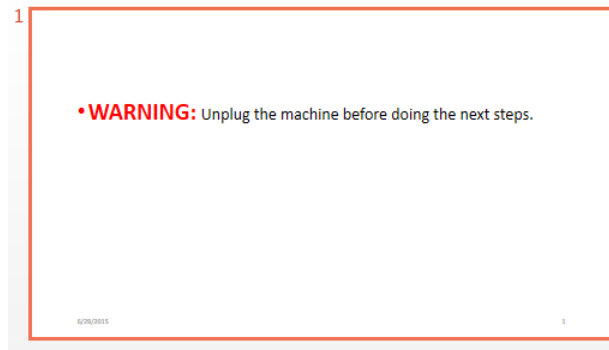 1
• WARNING: Unplug the machine before doing the next steps.
6/29/2015 1